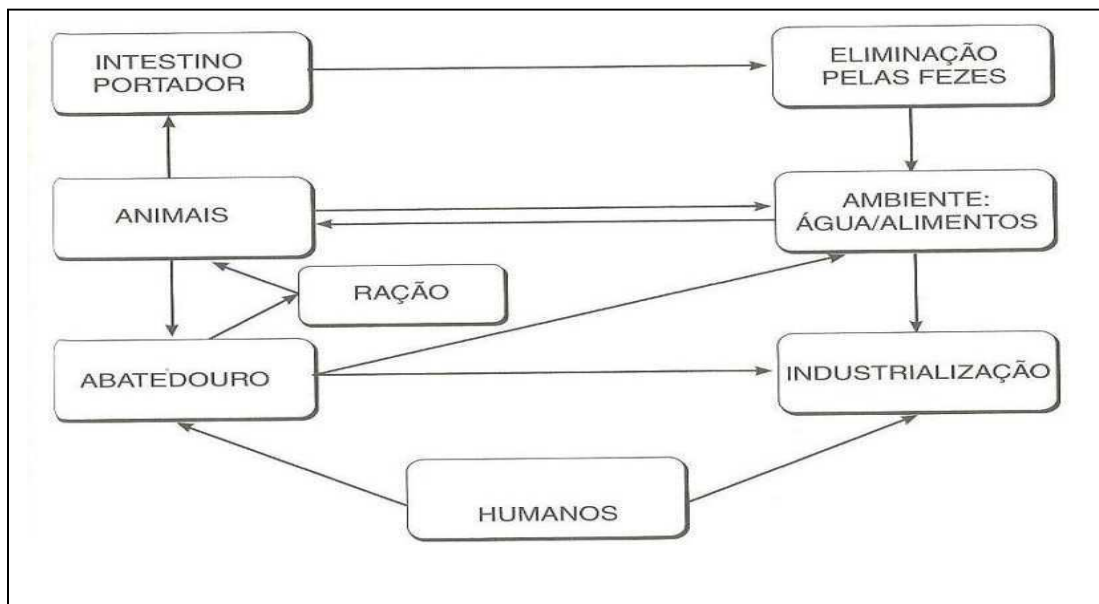 INTESTINO
PORTADOR
ELIMINAÇÃO
PELAS FEZES
ANIMAIS
AMBIENTE:
ÁGUA/ALIMENTOS
RAÇÃO
ABATEDOURO
INDUSTRIALIZAÇÃO
HUMANOS